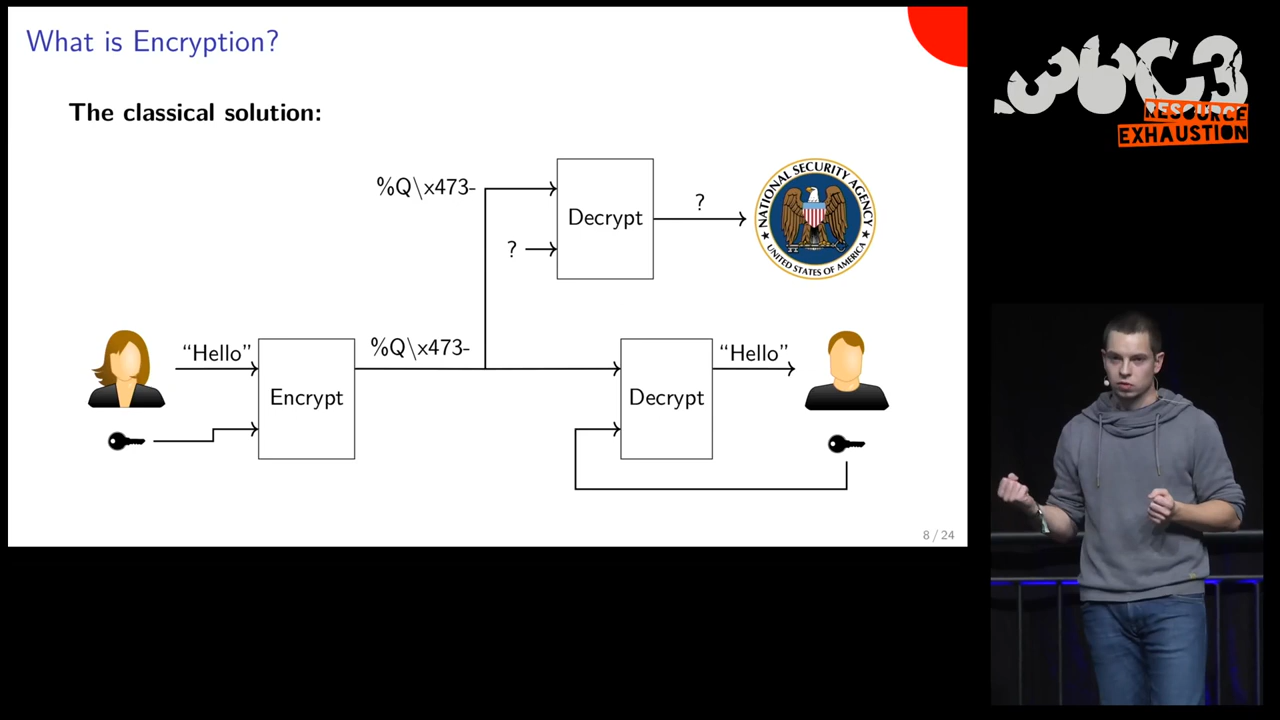 What is Encryption?
The classical solution:
%Q\x473-
Decrypt
?
?
NATIONAL SECURITY AGENCY
UNITED STATES OF AMERICA
"Hello"
Encrypt
%Q\x473-
Decrypt
"Hello"
8 / 24
36C3
RESOURCE
EXHAUSTION